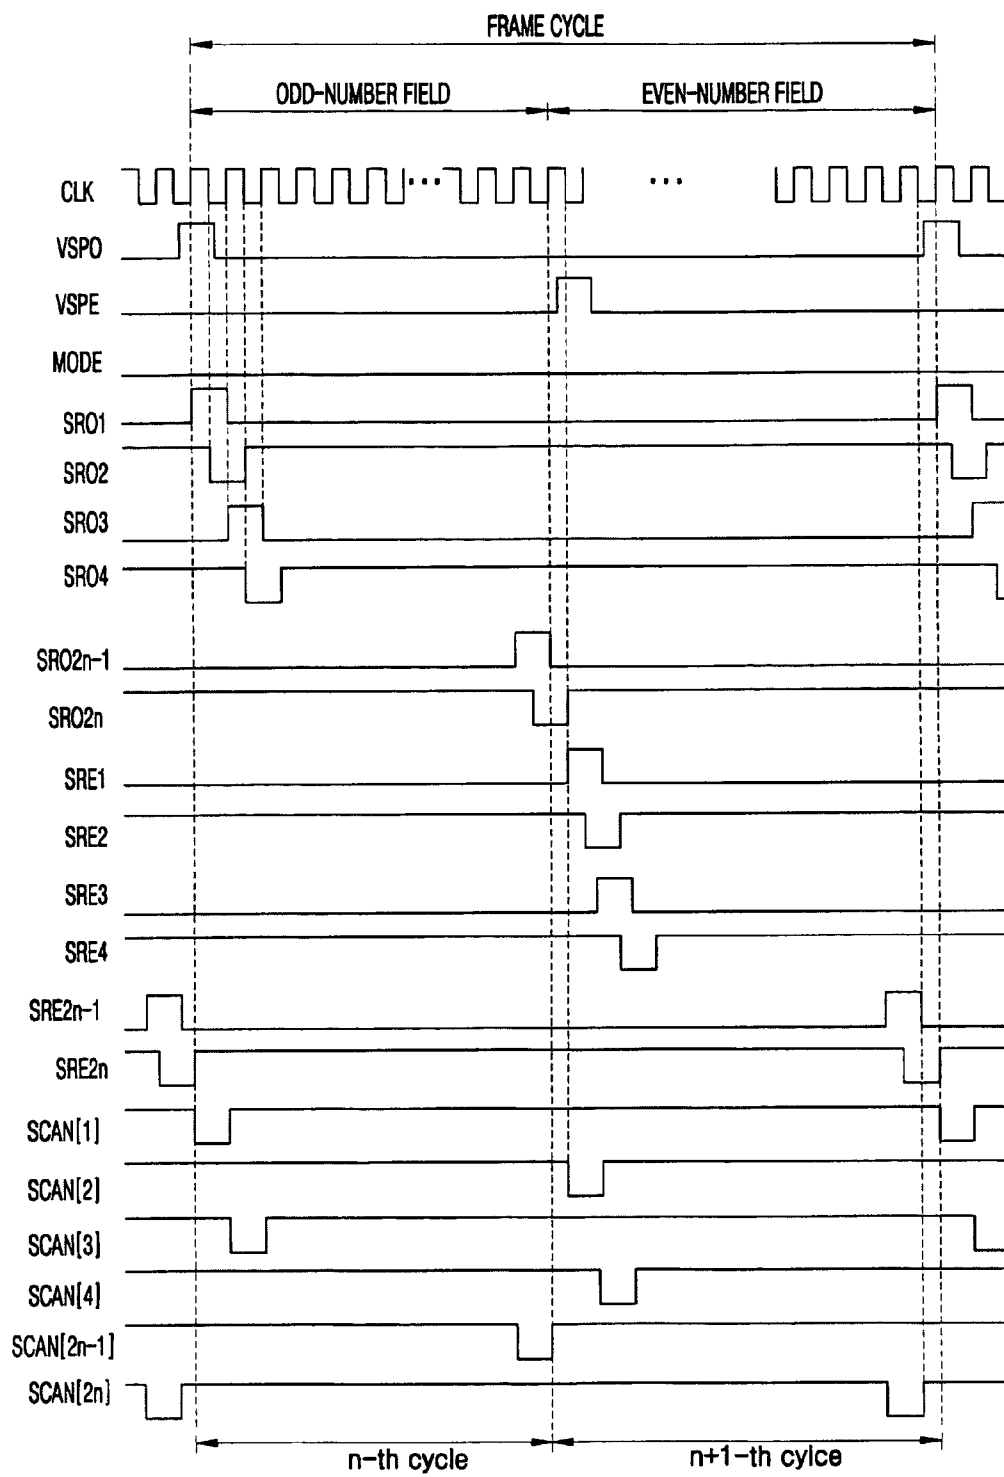 FRAME CYCLE
ODD-NUMBER FIELD
EVEN-NUMBER FIELD
CLK
VSPO
VSPE
MODE
SRO1
SRO2
SRO3
SRO4
SRO2n-1
SRO2n
SRE1
SRE2
SRE3
SRE4
SRE2n-1
SRE2n
SCAN[1]
SCAN[2]
SCAN[3]
SCAN[4]
SCAN[2n-1]
SCAN[2n]
n-th cycle
n+1-th cylce